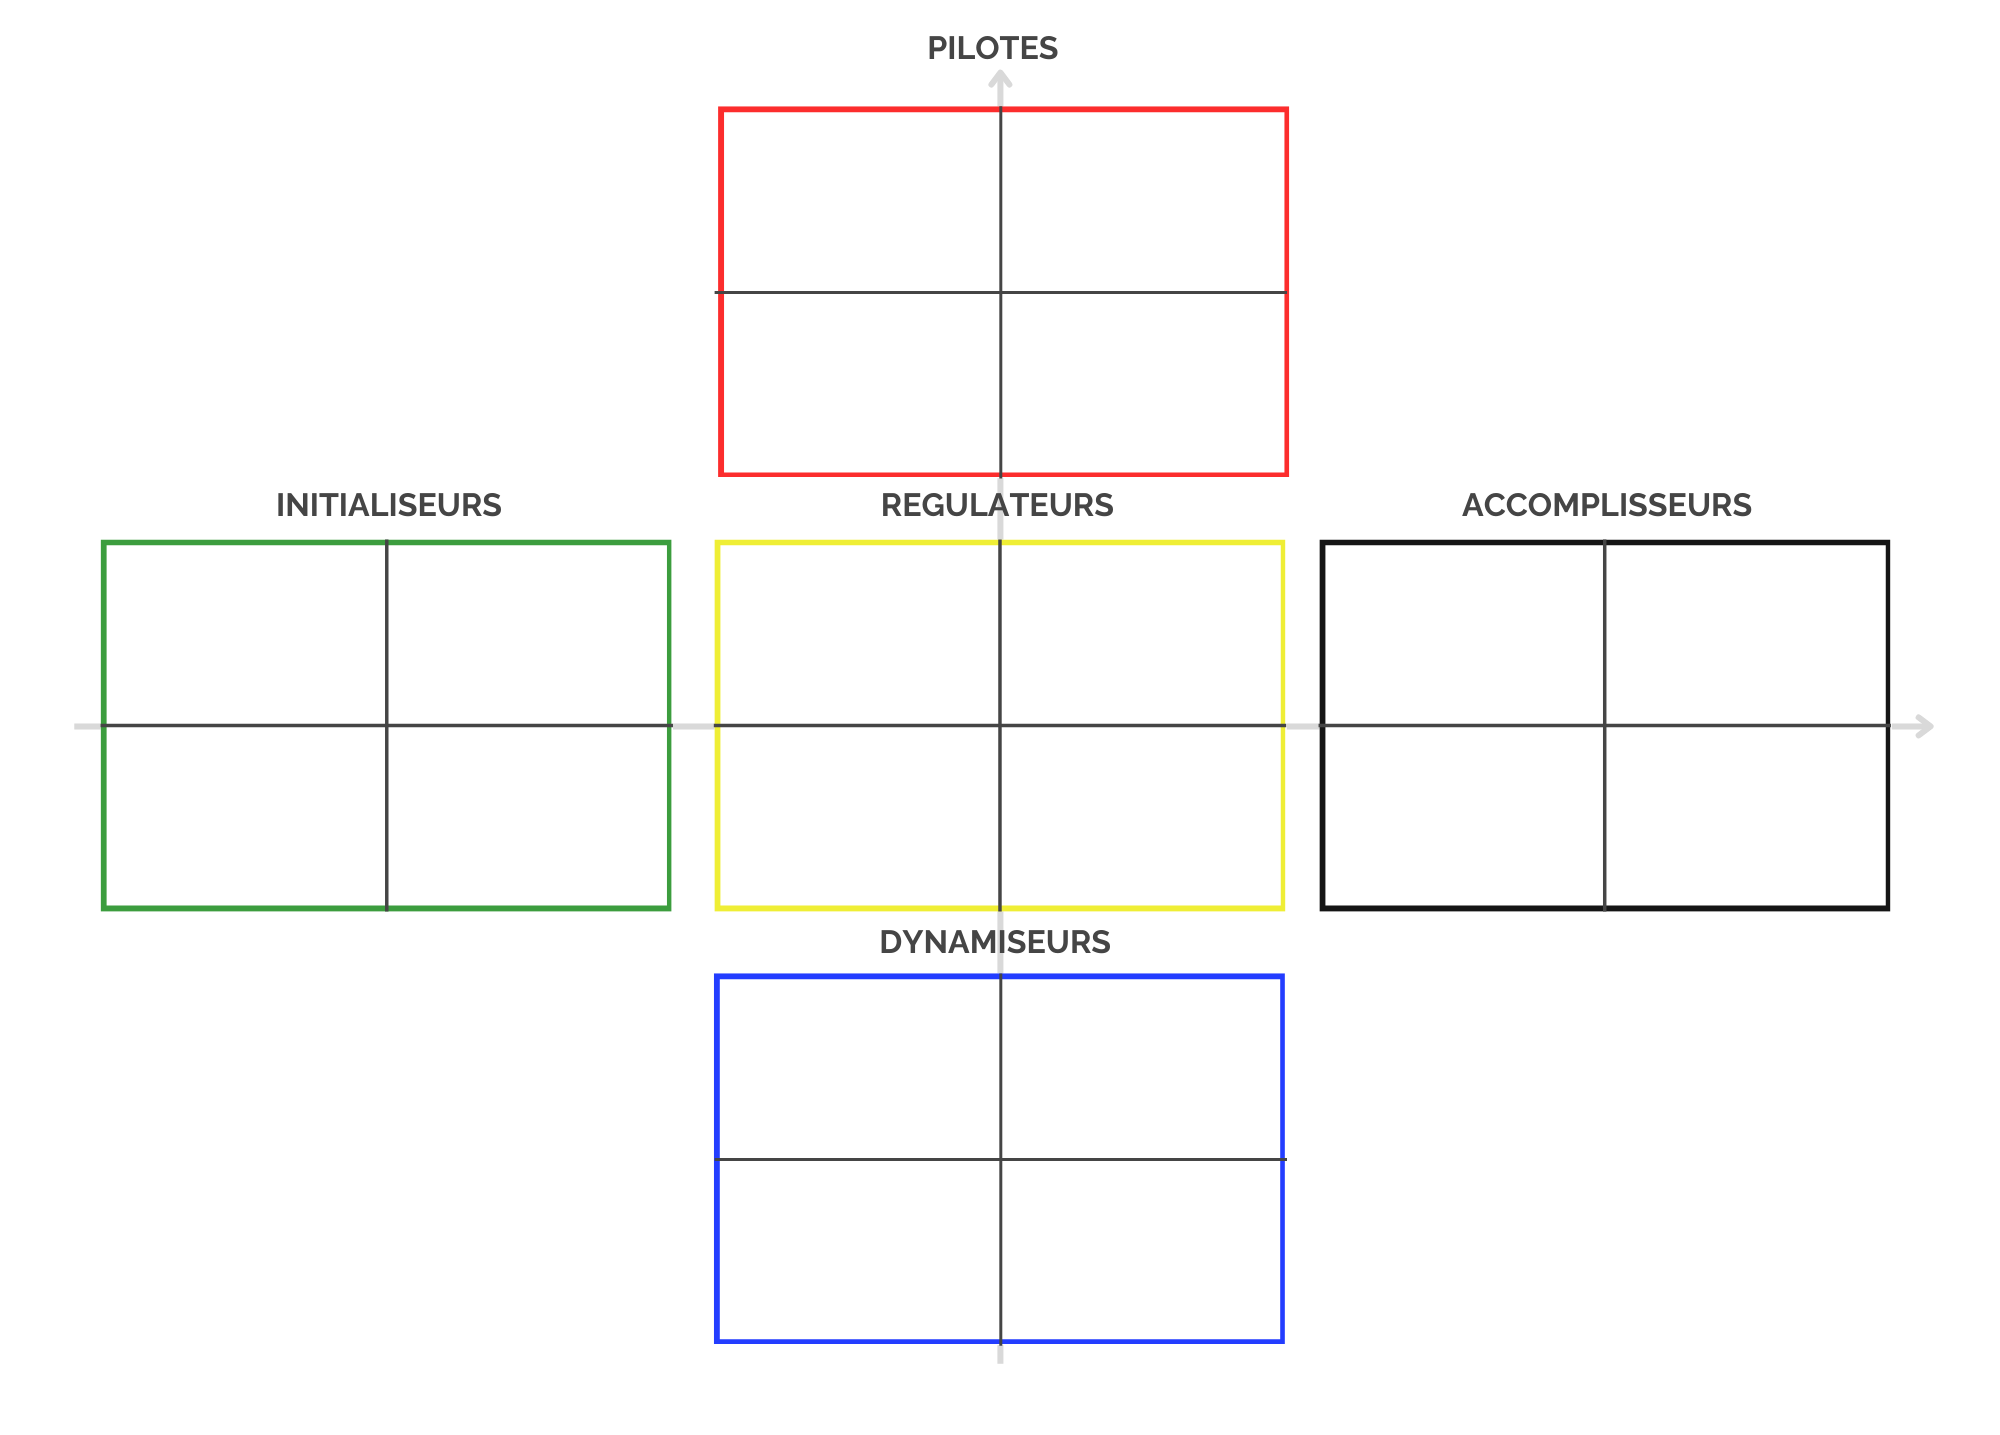 PILOTES
INITIALISEURS
REGULATEURS
ACCOMPLISSEURS
DYNAMISEURS